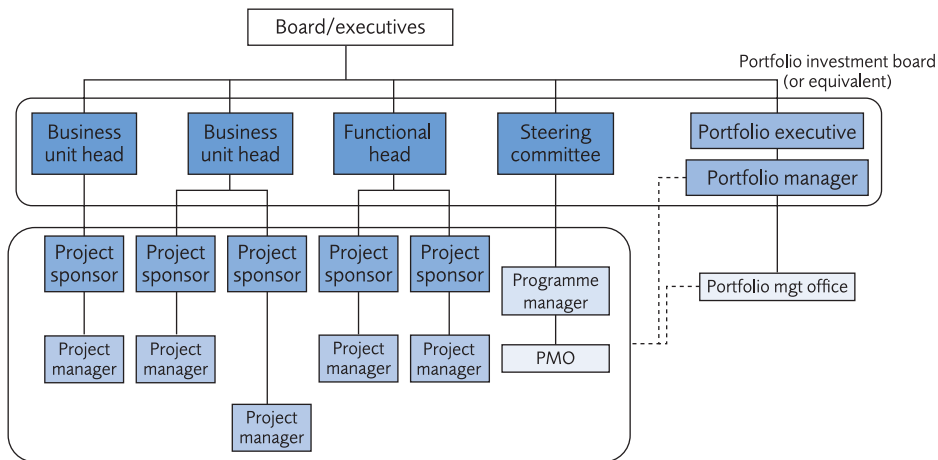 Board/executives
Portfolio investment board
(or equivalent)
Business
unit head
Business
unit head
Functional
head
Steering
committee
Portfolio executive
Portfolio manager
Project
sponsor
Project
sponsor
Project
sponsor
Project
sponsor
Project
sponsor
Programme
manager
Portfolio mgt office
Project
manager
Project
manager
Project
manager
Project
manager
PMO
Project
manager